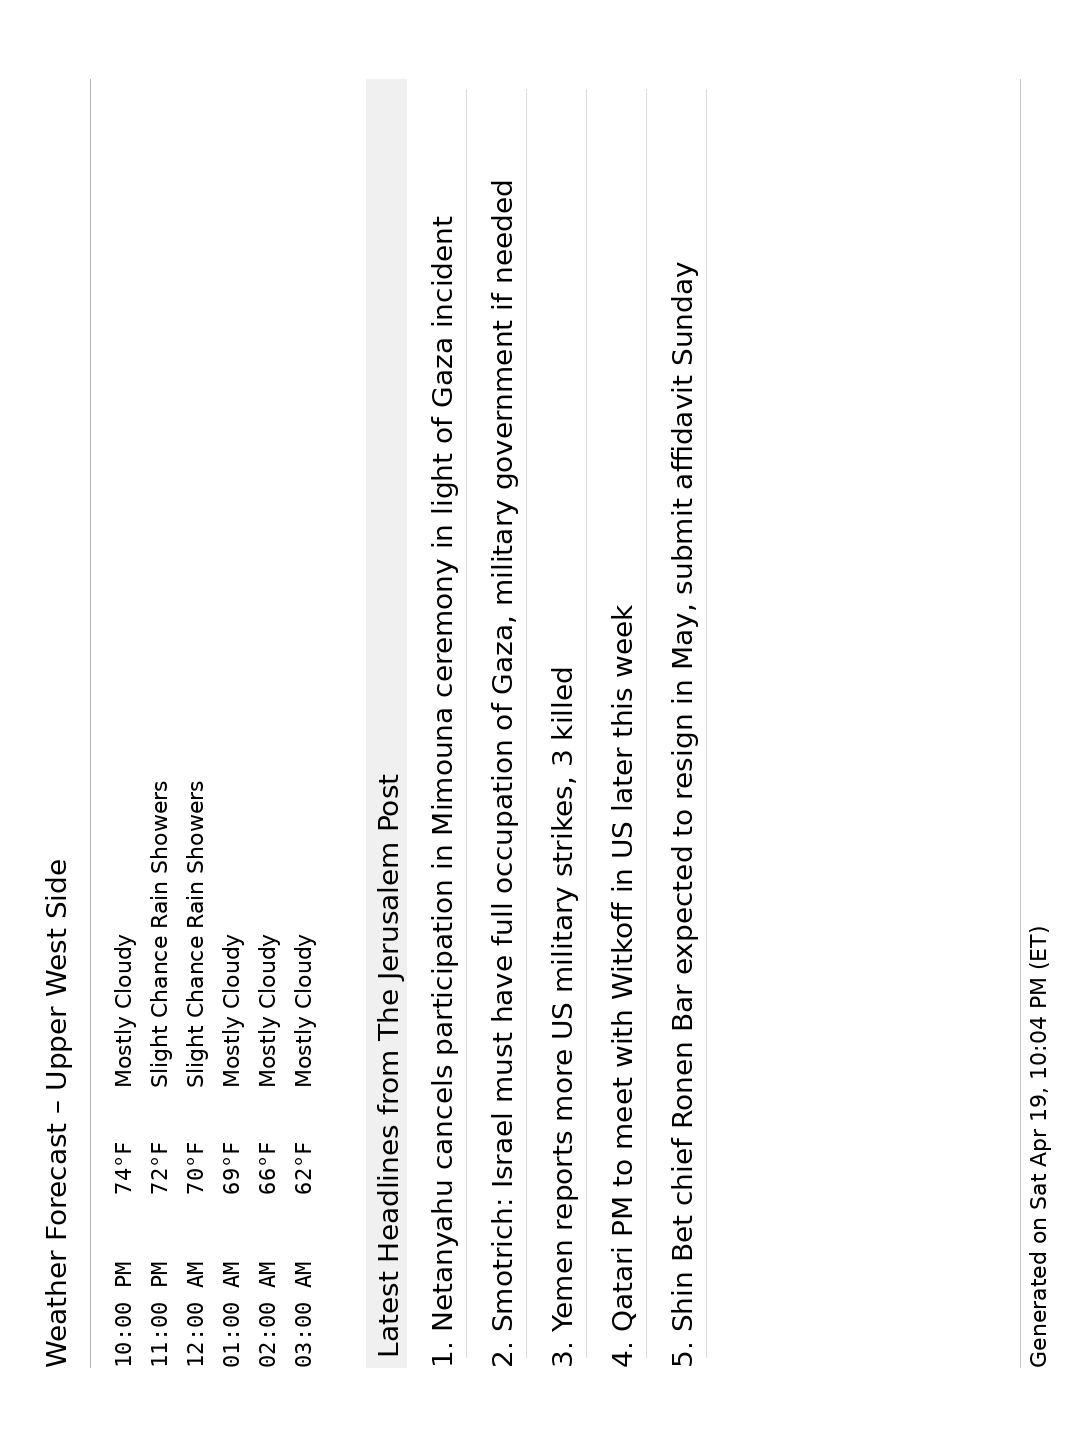 Weather Forecast – Upper West Side
10:00 PM 74°F Mostly Cloudy
11:00 PM 72°F Slight Chance Rain Showers
12:00 AM 70°F Slight Chance Rain Showers
01:00 AM 69°F Mostly Cloudy
02:00 AM 66°F Mostly Cloudy
03:00 AM 62°F Mostly Cloudy
Latest Headlines from The Jerusalem Post
1. Netanyahu cancels participation in Mimouna ceremony in light of Gaza incident
2. Smotrich: Israel must have full occupation of Gaza, military government if needed
3. Yemen reports more US military strikes, 3 killed
4. Qatari PM to meet with Witkoff in US later this week
5. Shin Bet chief Ronen Bar expected to resign in May, submit affidavit Sunday
Generated on Sat Apr 19, 10:04 PM (ET)